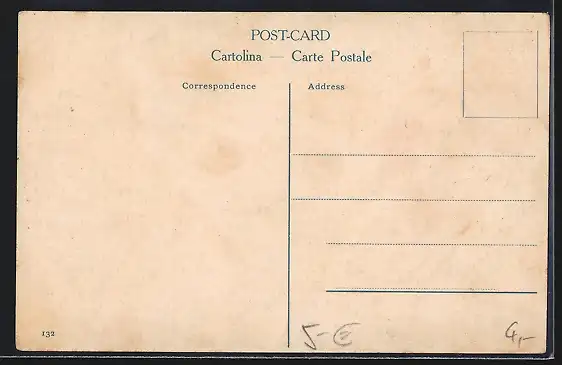 POST-CARD
Cartolina — Carte Postale
Correspondence
Address
132
5-€
4,-